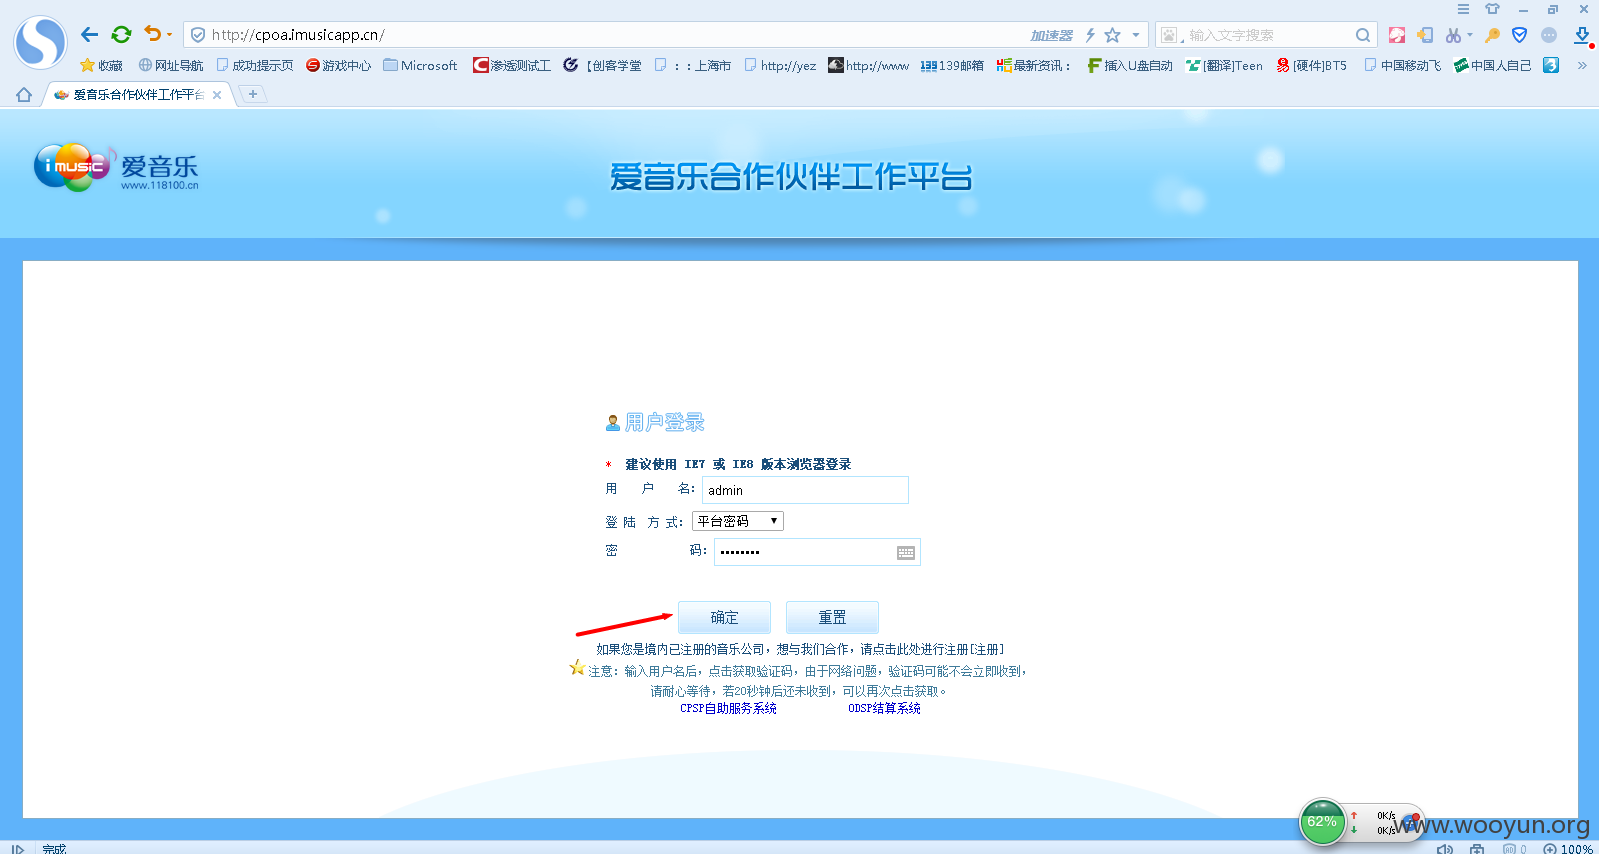 http://cpoa.imusicapp.cn/ 加速器 输入文字搜索
收藏 网址导航 成功提示页 游戏中心 Microsoft 渗透测试工 【创客学堂 ：：上海市 http://yez http://www 139邮箱 最新资讯： 插入U盘自动 [翻译]Teen [硬件]BT5 中国移动飞 中国人自己 »
爱音乐合作伙伴工作平台
i music 爱音乐
www.118100.cn
爱音乐合作伙伴工作平台
用户登录
* 建议使用 IE7 或 IE8 版本浏览器登录
用 户 名： admin
登 陆 方 式： 平台密码
密 码： ••••••••
确定 重置
如果您是境内已注册的音乐公司，想与我们合作，请点击此处进行注册[注册]
注意：输入用户名后，点击获取验证码，由于网络问题，验证码可能不会立即收到，
请耐心等待，若20秒钟后还未收到，可以再次点击获取。
CPSP自助服务系统 ODSP结算系统
62% 0K/s
0K/s
www.wooyun.org
完成 0 100%